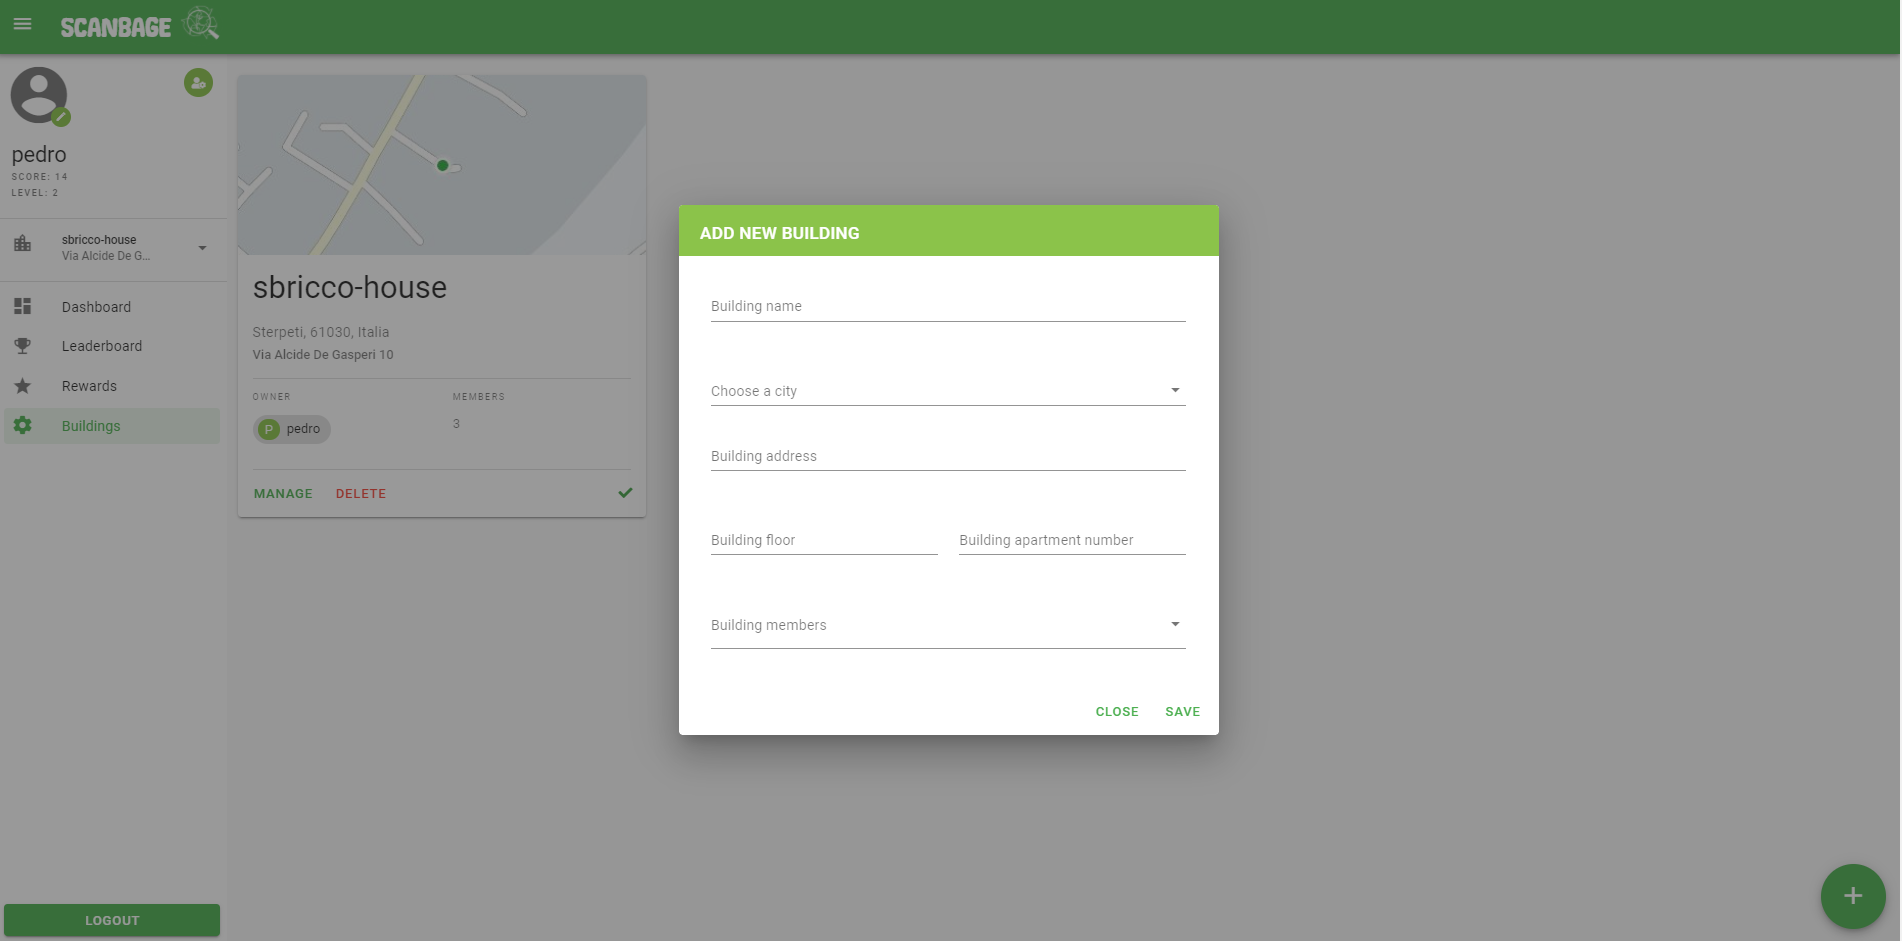 SCANBAGE
pedro
SCORE: 14
LEVEL: 2
sbricco-house
Via Alcide De G...
Dashboard
Leaderboard
Rewards
Buildings
LOGOUT
sbricco-house
Sterpeti, 61030, Italia
Via Alcide De Gasperi 10
OWNER
MEMBERS
P pedro
3
MANAGE
DELETE
ADD NEW BUILDING
Building name
Choose a city
Building address
Building floor
Building apartment number
Building members
CLOSE
SAVE